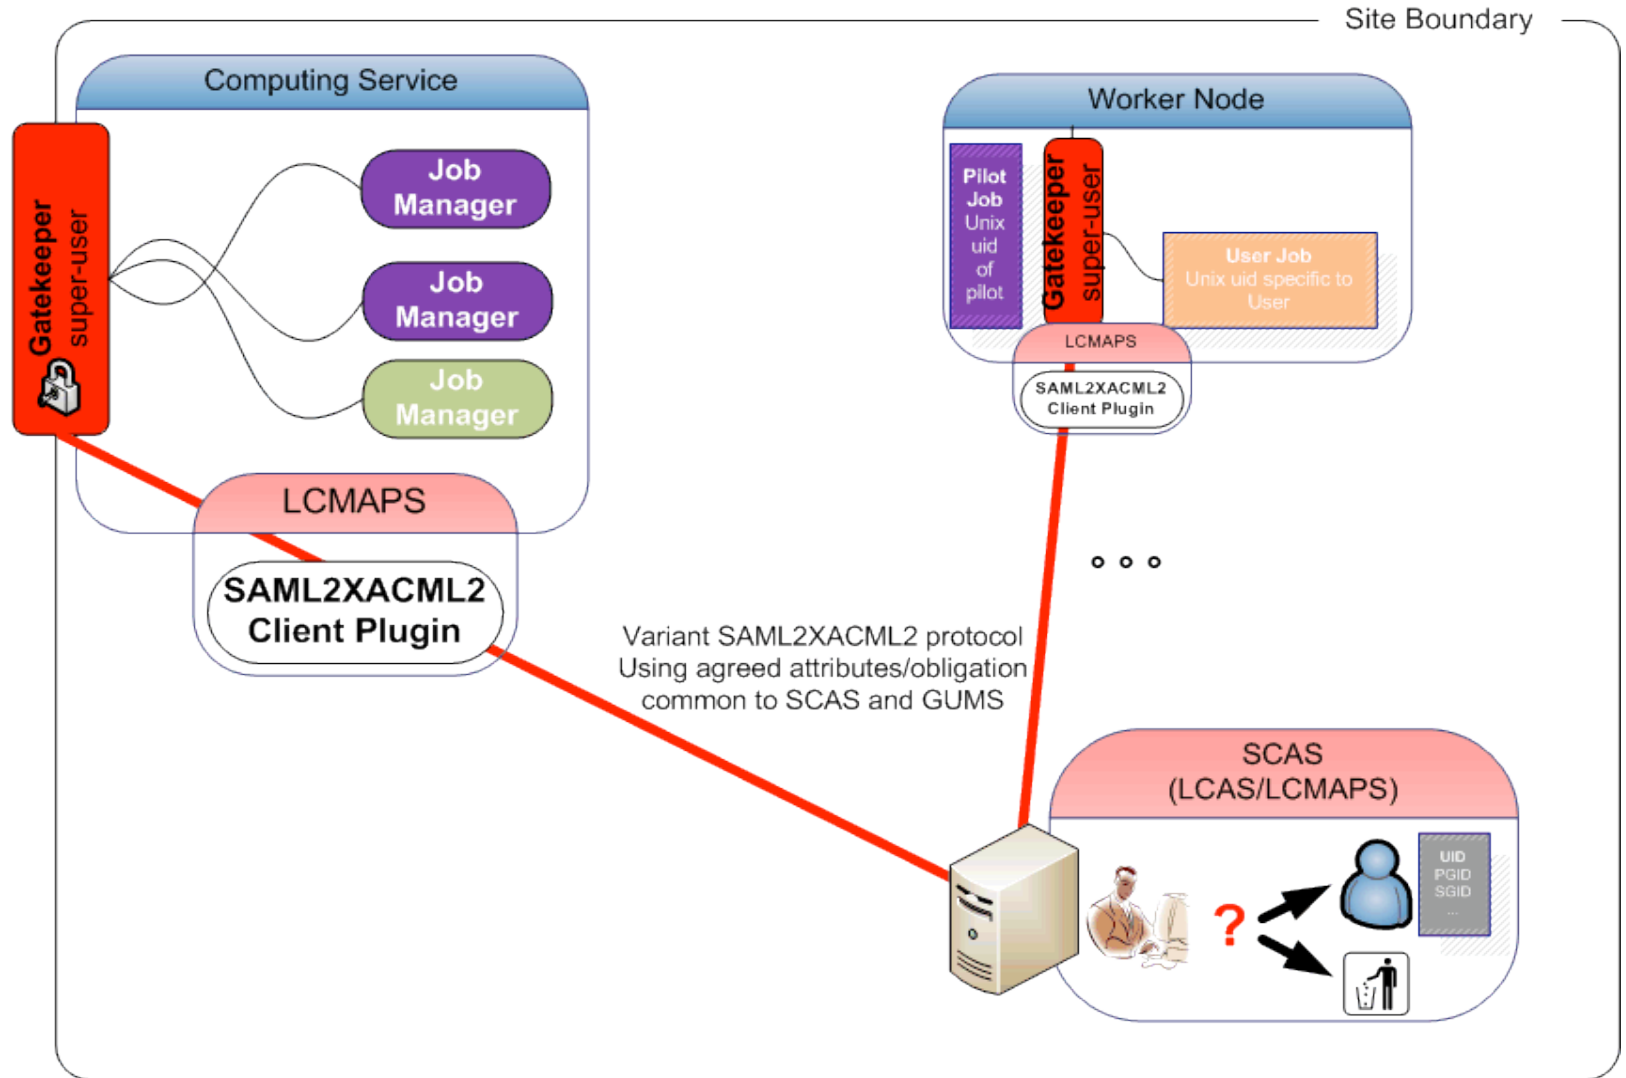 Site Boundary
Computing Service
Gatekeeper
super-user
Job
Manager
Job
Manager
Job
Manager
LCMAPS
SAML2XACML2
Client Plugin
Worker Node
Pilot
Job
Unix
uid
of
pilot
Gatekeeper
super-user
User Job
Unix uid specific to
User
LCMAPS
SAML2XACML2
Client Plugin
Variant SAML2XACML2 protocol
Using agreed attributes/obligation
common to SCAS and GUMS
SCAS
(LCAS/LCMAPS)
?
UID
PGID
SGID
...